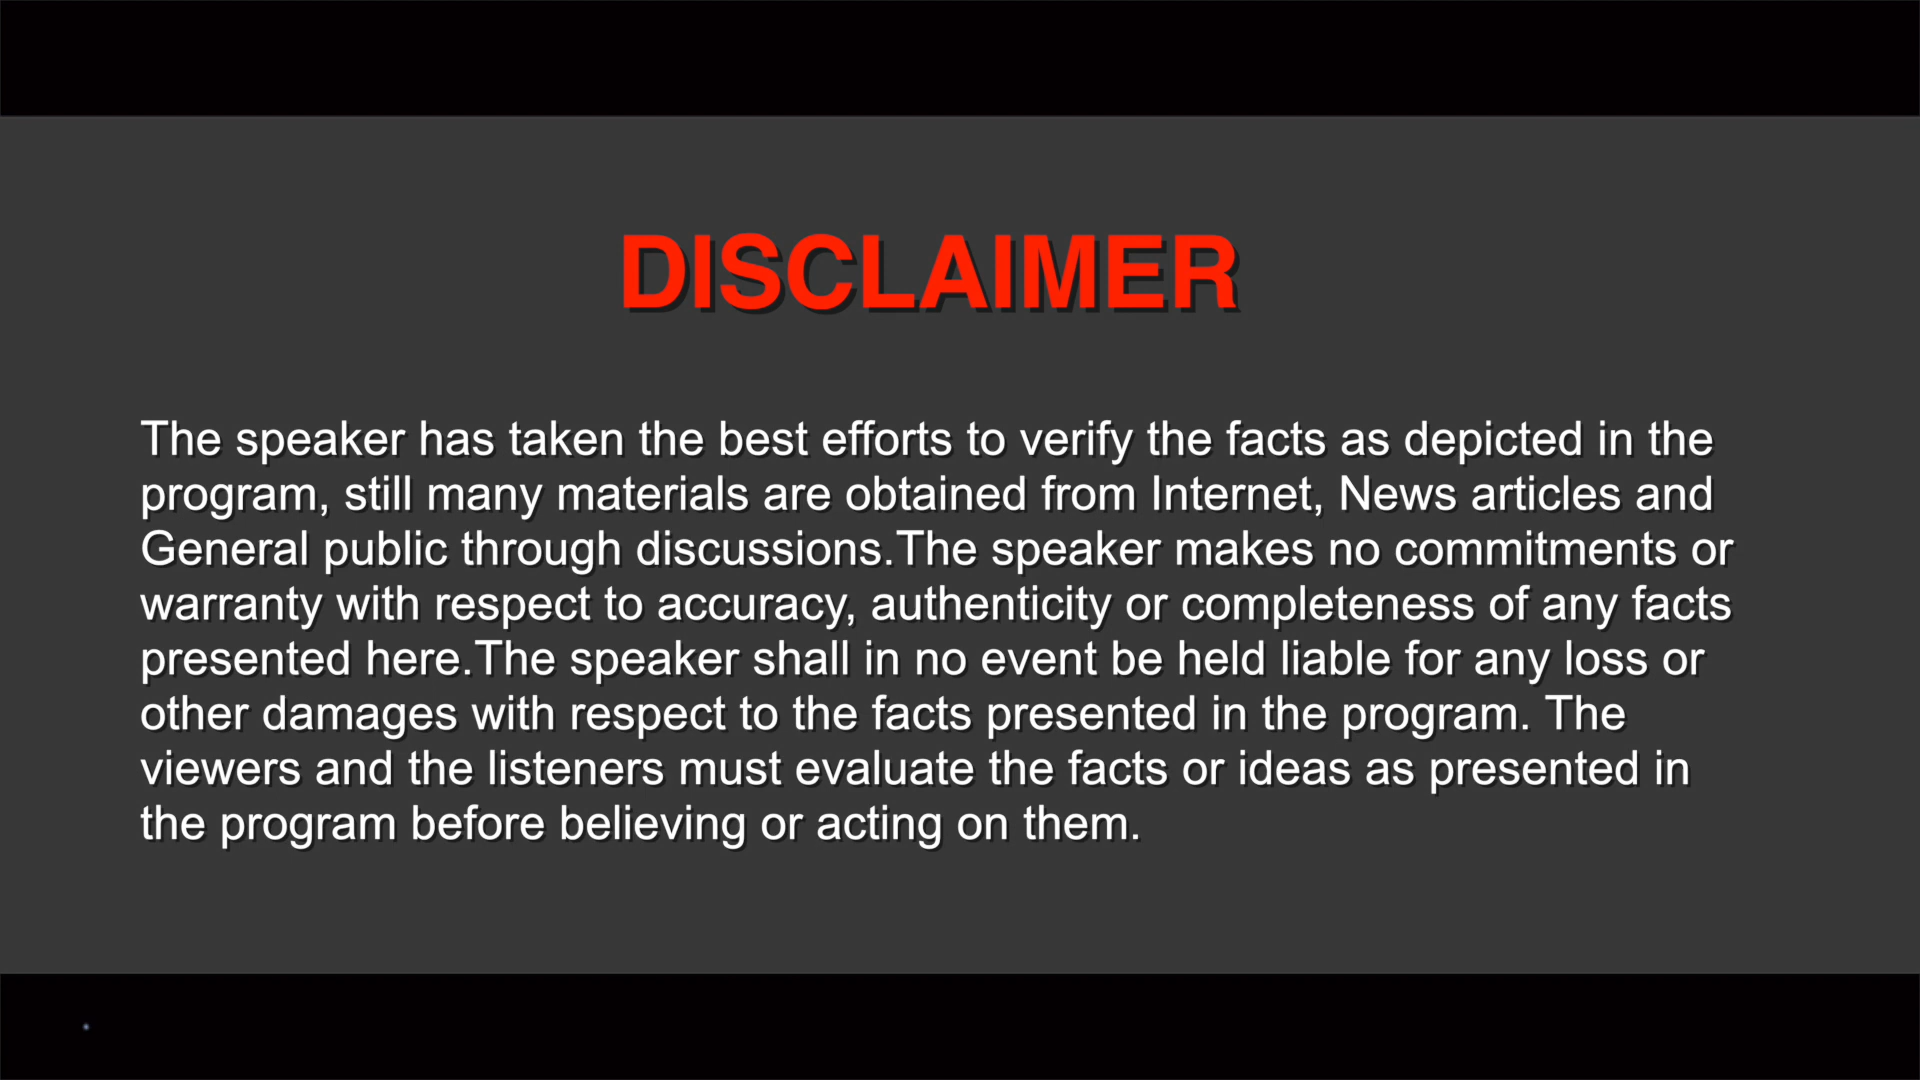 DISCLAIMER
The speaker has taken the best efforts to verify the facts as depicted in the
program, still many materials are obtained from Internet, News articles and
General public through discussions.The speaker makes no commitments or
warranty with respect to accuracy, authenticity or completeness of any facts
presented here.The speaker shall in no event be held liable for any loss or
other damages with respect to the facts presented in the program. The
viewers and the listeners must evaluate the facts or ideas as presented in
the program before believing or acting on them.